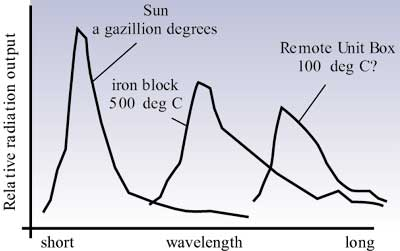 Sun
a gazillion degrees
Remote Unit Box
100 deg C?
iron block
500 deg C
Relative radiation output
short wavelength long